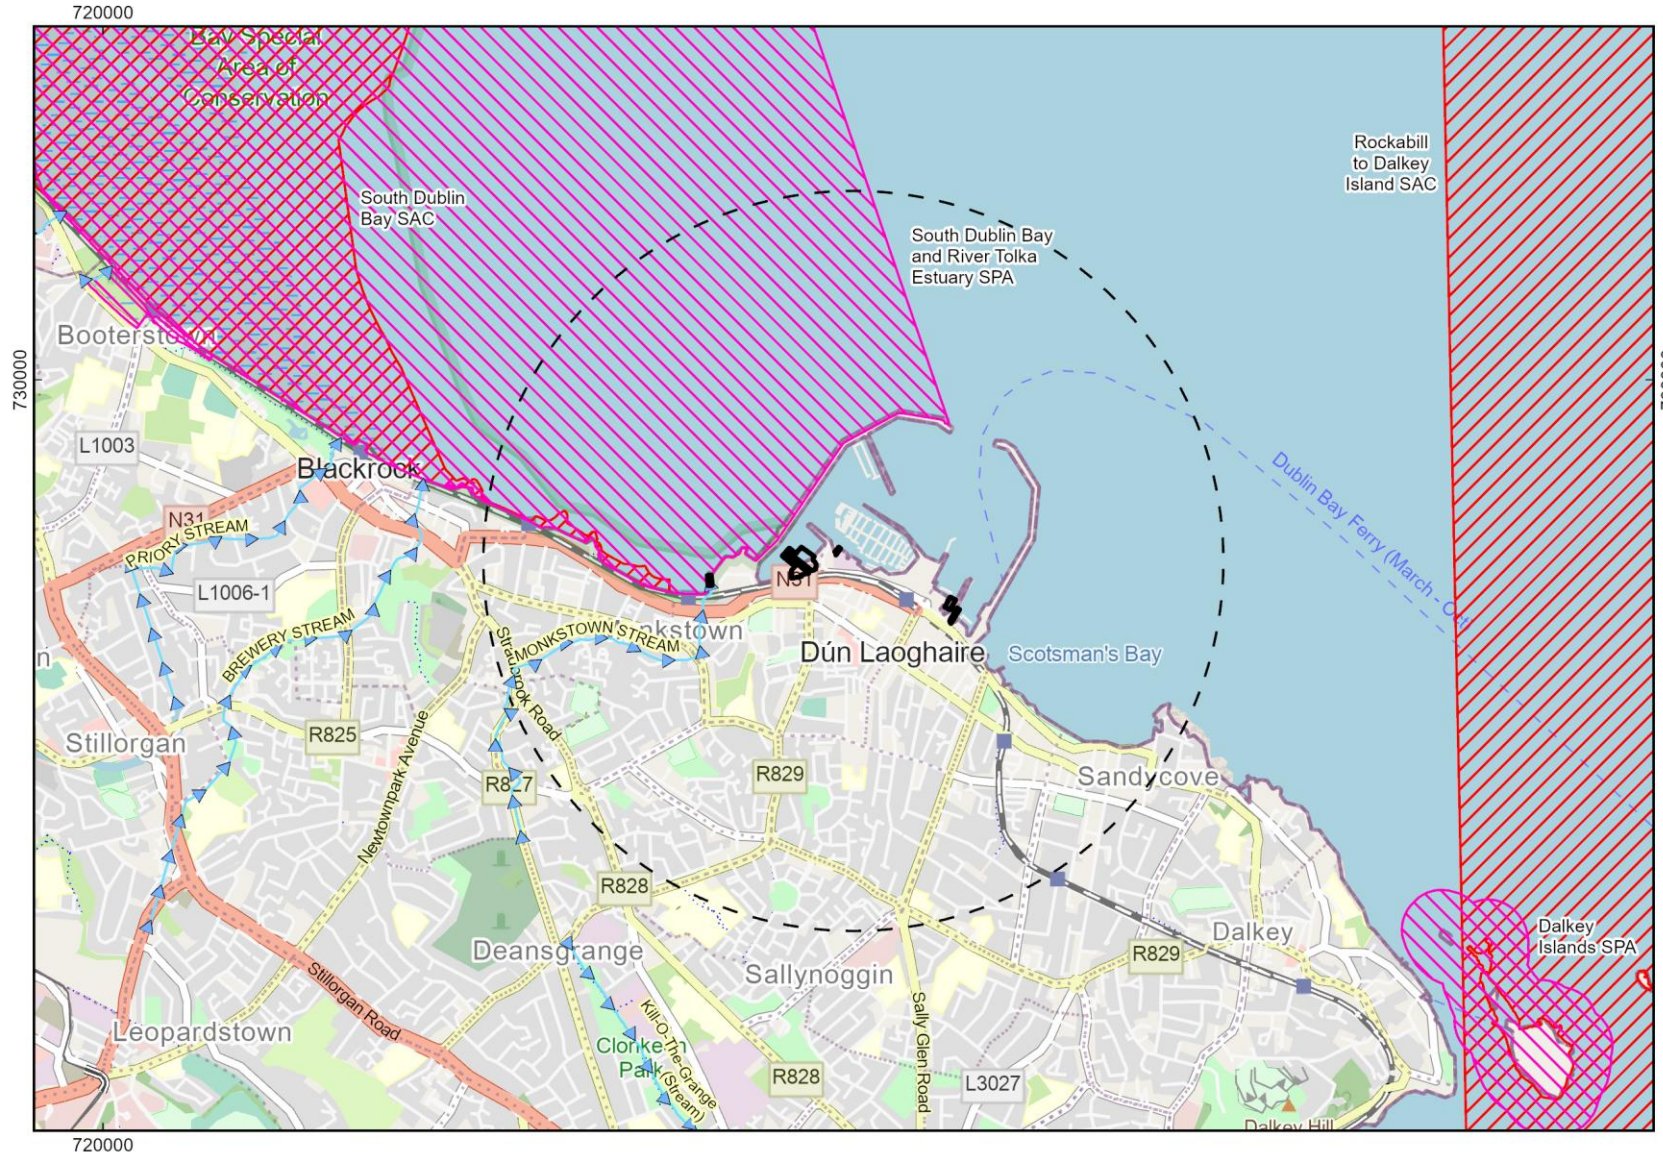 720000
Bay Special
Area of
Conservation
Rockabill
to Dalkey
Island SAC
South Dublin
Bay SAC
South Dublin Bay
and River Tolka
Estuary SPA
Booterstown
730000
L1003
Blackrock
Dublin Bay Ferry (March - Oct
N31
PRIORY STREAM
N31
L1006-1
BREWERY STREAM
MONKSTOWN STREAM
Dún Laoghaire
Scotsman's Bay
Stradbrook Road
R825
Stillorgan
Newtownpark Avenue
R827
R829
Sandycove
R828
Deansgrange
Sallynoggin
Dalkey
R829
Dalkey
Islands SPA
Stillorgan Road
Leopardstown
Kill-O-The-Grange
(Stream)
Sally Glen Road
Clonkeen
Park
R828
L3027
Dalkey Hill
720000